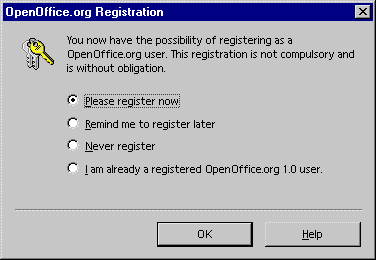 OpenOffice.org Registration
You now have the possibility of registering as a
OpenOffice.org user. This registration is not compulsory and
is without obligation.
Please register now
Remind me to register later
Never register
I am already a registered OpenOffice.org 1.0 user.
OK
Help